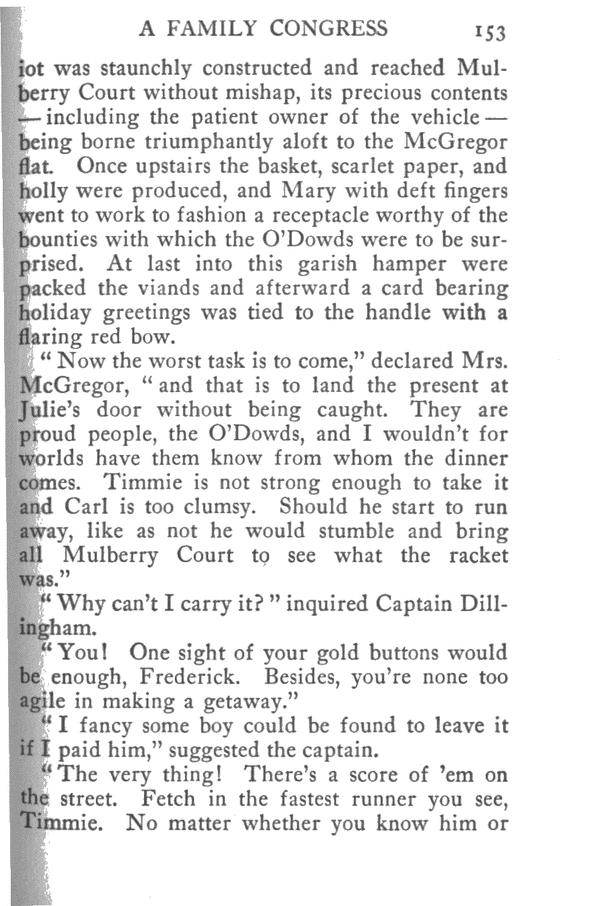 A FAMILY CONGRESS 153
iot was staunchly constructed and reached Mul-
berry Court without mishap, its precious contents
— including the patient owner of the vehicle —
being borne triumphantly aloft to the McGregor
flat. Once upstairs the basket, scarlet paper, and
holly were produced, and Mary with deft fingers
went to work to fashion a receptacle worthy of the
bounties with which the O'Dowds were to be sur-
prised. At last into this garish hamper were
packed the viands and afterward a card bearing
holiday greetings was tied to the handle with a
flaring red bow.
“ Now the worst task is to come,” declared Mrs.
McGregor, “ and that is to land the present at
Julie's door without being caught. They are
proud people, the O'Dowds, and I wouldn't for
worlds have them know from whom the dinner
comes. Timmie is not strong enough to take it
and Carl is too clumsy. Should he start to run
away, like as not he would stumble and bring
all Mulberry Court to see what the racket
was.”
“ Why can't I carry it? ” inquired Captain Dill-
ingham.
“ You! One sight of your gold buttons would
be enough, Frederick. Besides, you're none too
agile in making a getaway.”
“ I fancy some boy could be found to leave it
if I paid him,” suggested the captain.
“ The very thing! There's a score of 'em on
the street. Fetch in the fastest runner you see,
Timmie. No matter whether you know him or